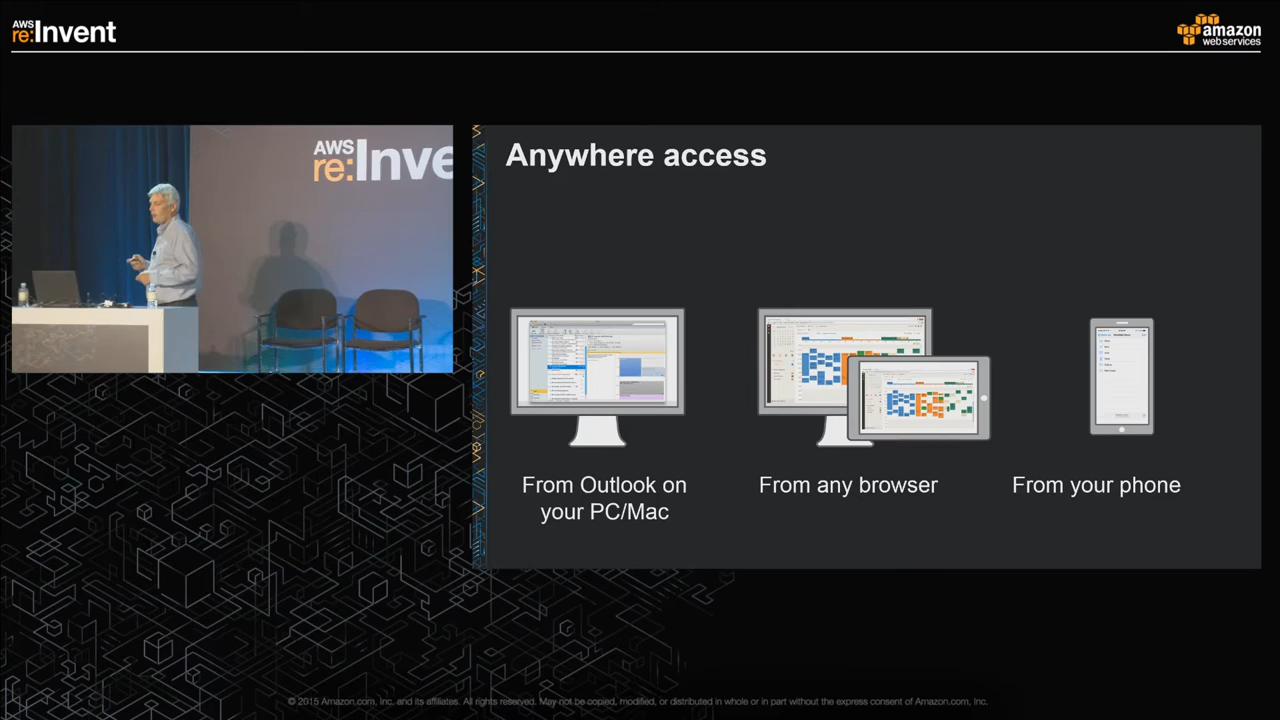 AWS
re:Invent
amazon
web services
AWS
re:Inve
Anywhere access
From Outlook on
your PC/Mac
From any browser
From your phone
© 2015 Amazon.com, Inc. and its affiliates. All rights reserved. May not be copied, modified, or distributed in whole or in part without the express consent of Amazon.com, Inc.